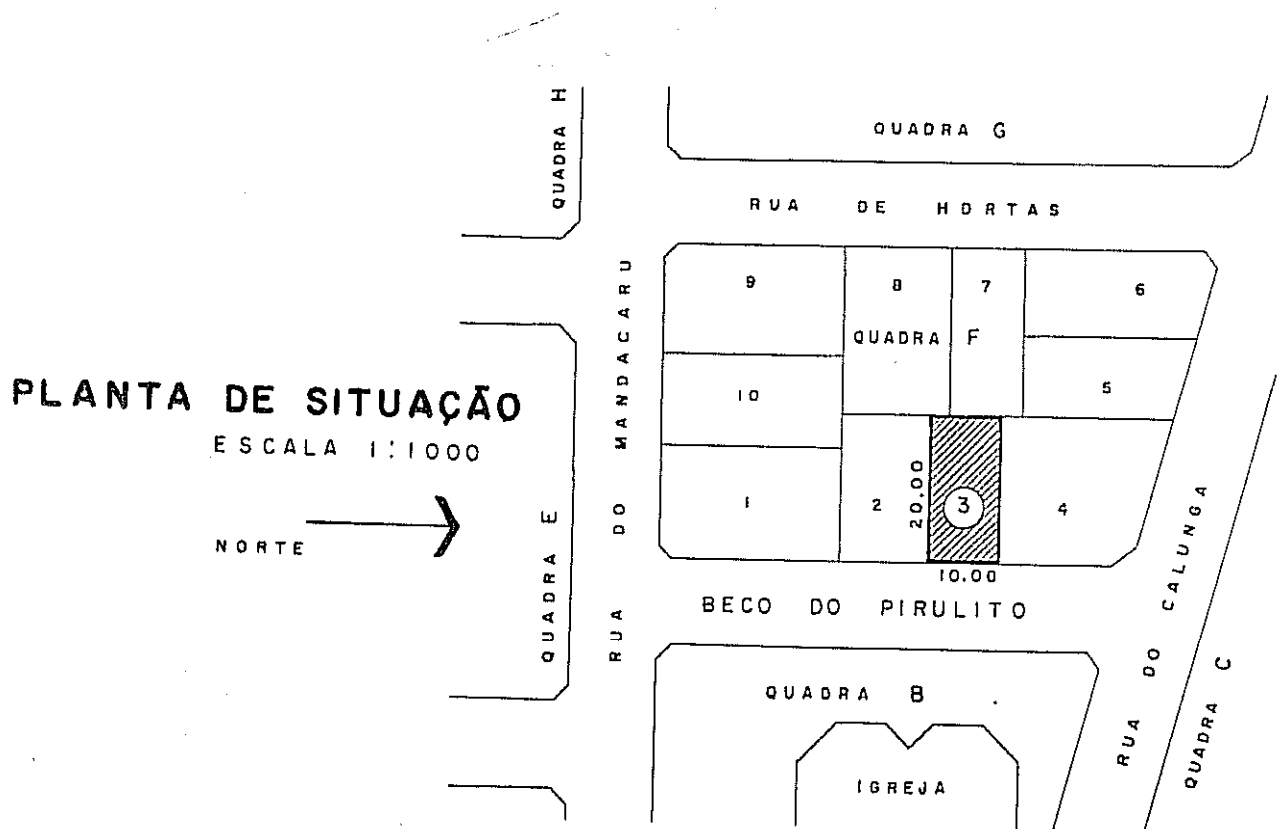 QUADRA H
QUADRA G
RUA DE HORTAS
RUA DO MANDACARU
9
8
7
6
QUADRA F
10
5
PLANTA DE SITUAÇÃO
ESCALA 1:1000
NORTE
QUADRA E
1
2
20.00
3
4
10.00
BECO DO PIRULITO
RUA DO CALUNGA
QUADRA B
QUADRA C
IGREJA